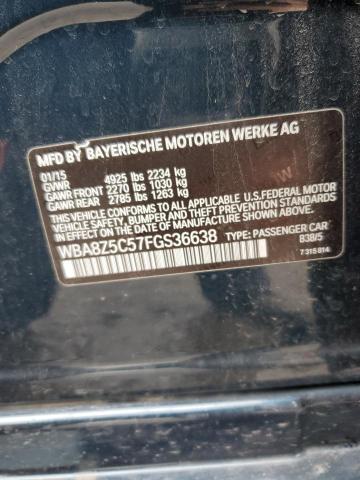 MFD BY BAYERISCHE MOTOREN WERKE AG
01/15
GVWR 4925 lbs 2234 kg
GAWR FRONT 2270 lbs 1030 kg
GAWR REAR 2785 lbs 1263 kg
THIS VEHICLE CONFORMS TO ALL APPLICABLE U.S. FEDERAL MOTOR VEHICLE
SAFETY, BUMPER, AND THEFT PREVENTION STANDARDS IN EFFECT ON THE DATE OF
MANUFACTURE SHOWN ABOVE.
WBA8Z5C57FGS36638 TYPE: PASSENGER CAR
B38/5
7 315 814